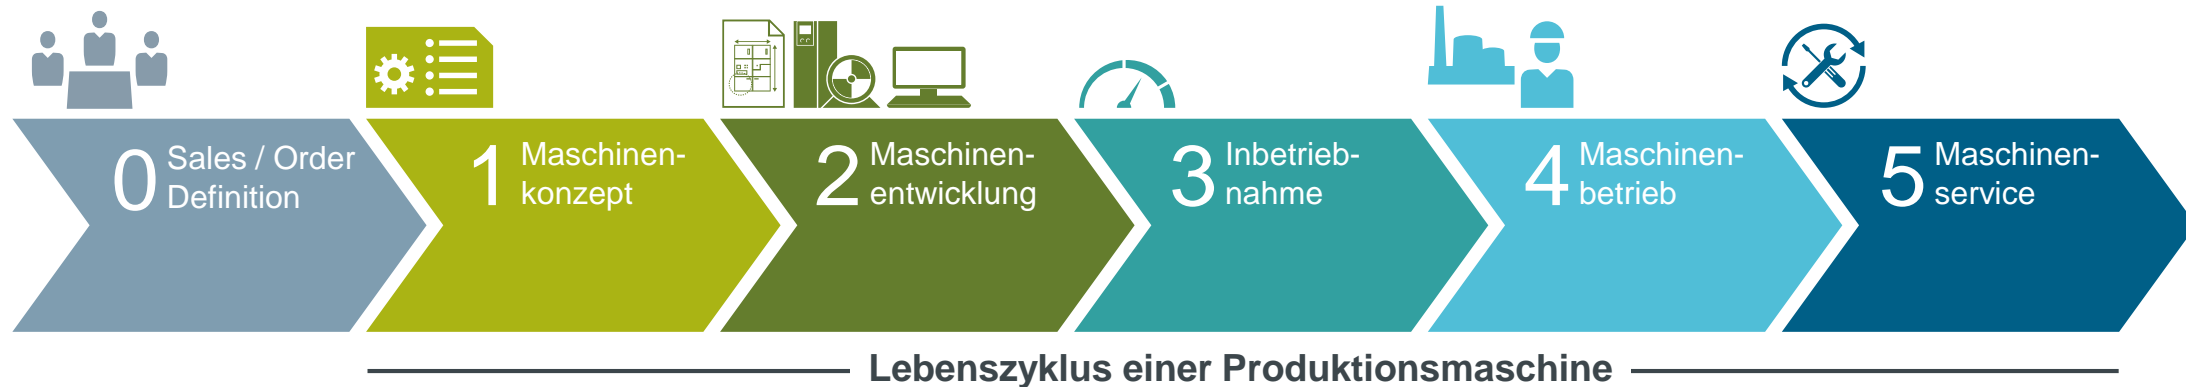 0 Sales / Order
Definition
1 Maschinen-
konzept
2 Maschinen-
entwicklung
3 Inbetrieb-
nahme
4 Maschinen-
betrieb
5 Maschinen-
service
Lebenszyklus einer Produktionsmaschine